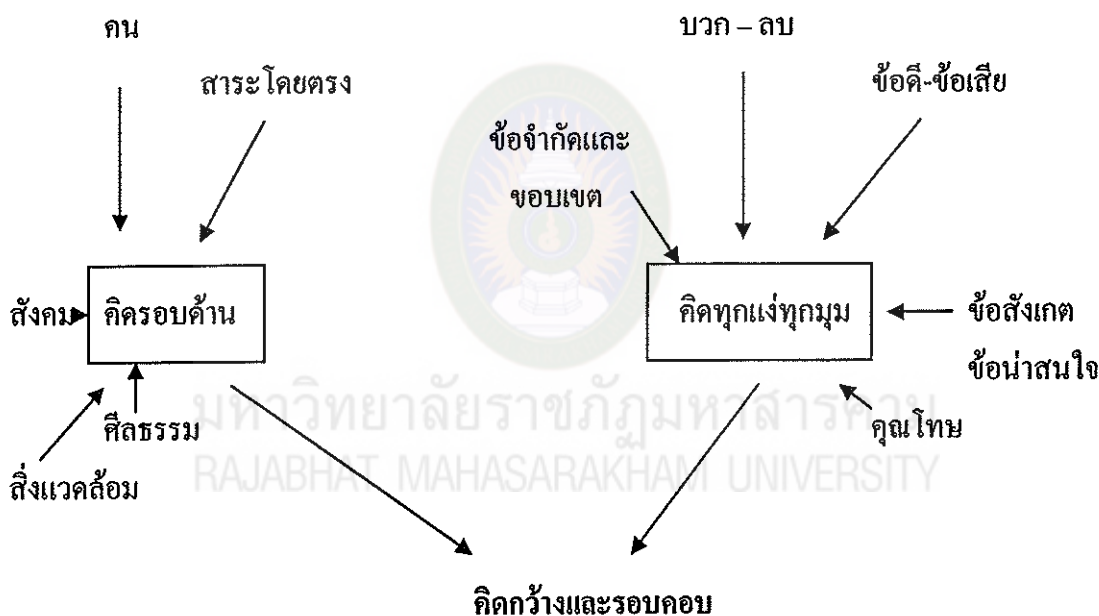 คน
บวก – ลบ
สาระโดยตรง
ข้อดี-ข้อเสีย
ข้อจำกัดและ
ขอบเขต
สังคม
คิดรอบด้าน
คิดทุกแง่ทุกมุม
ข้อสังเกต
ข้อน่าสนใจ
ศีลธรรม
คุณโทษ
สิ่งแวดล้อม
มหาวิทยาลัยราชภัฏมหาสารคาม
RAJABHAT MAHASARAKHAM UNIVERSITY
คิดกว้างและรอบคอบ